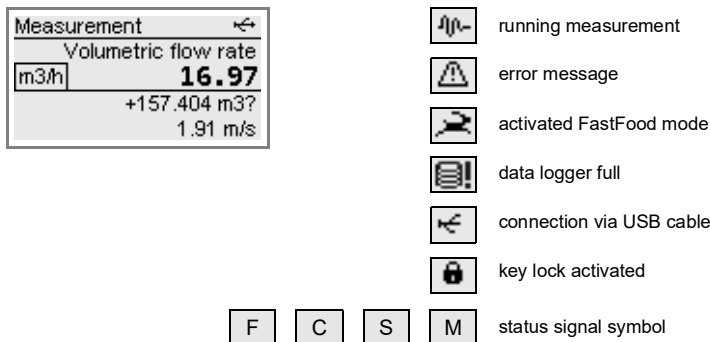 Measurement
Volumetric flow rate
m3/h 16.97
+157.404 m3?
1.91 m/s
running measurement
error message
activated FastFood mode
data logger full
connection via USB cable
key lock activated
F C S M status signal symbol